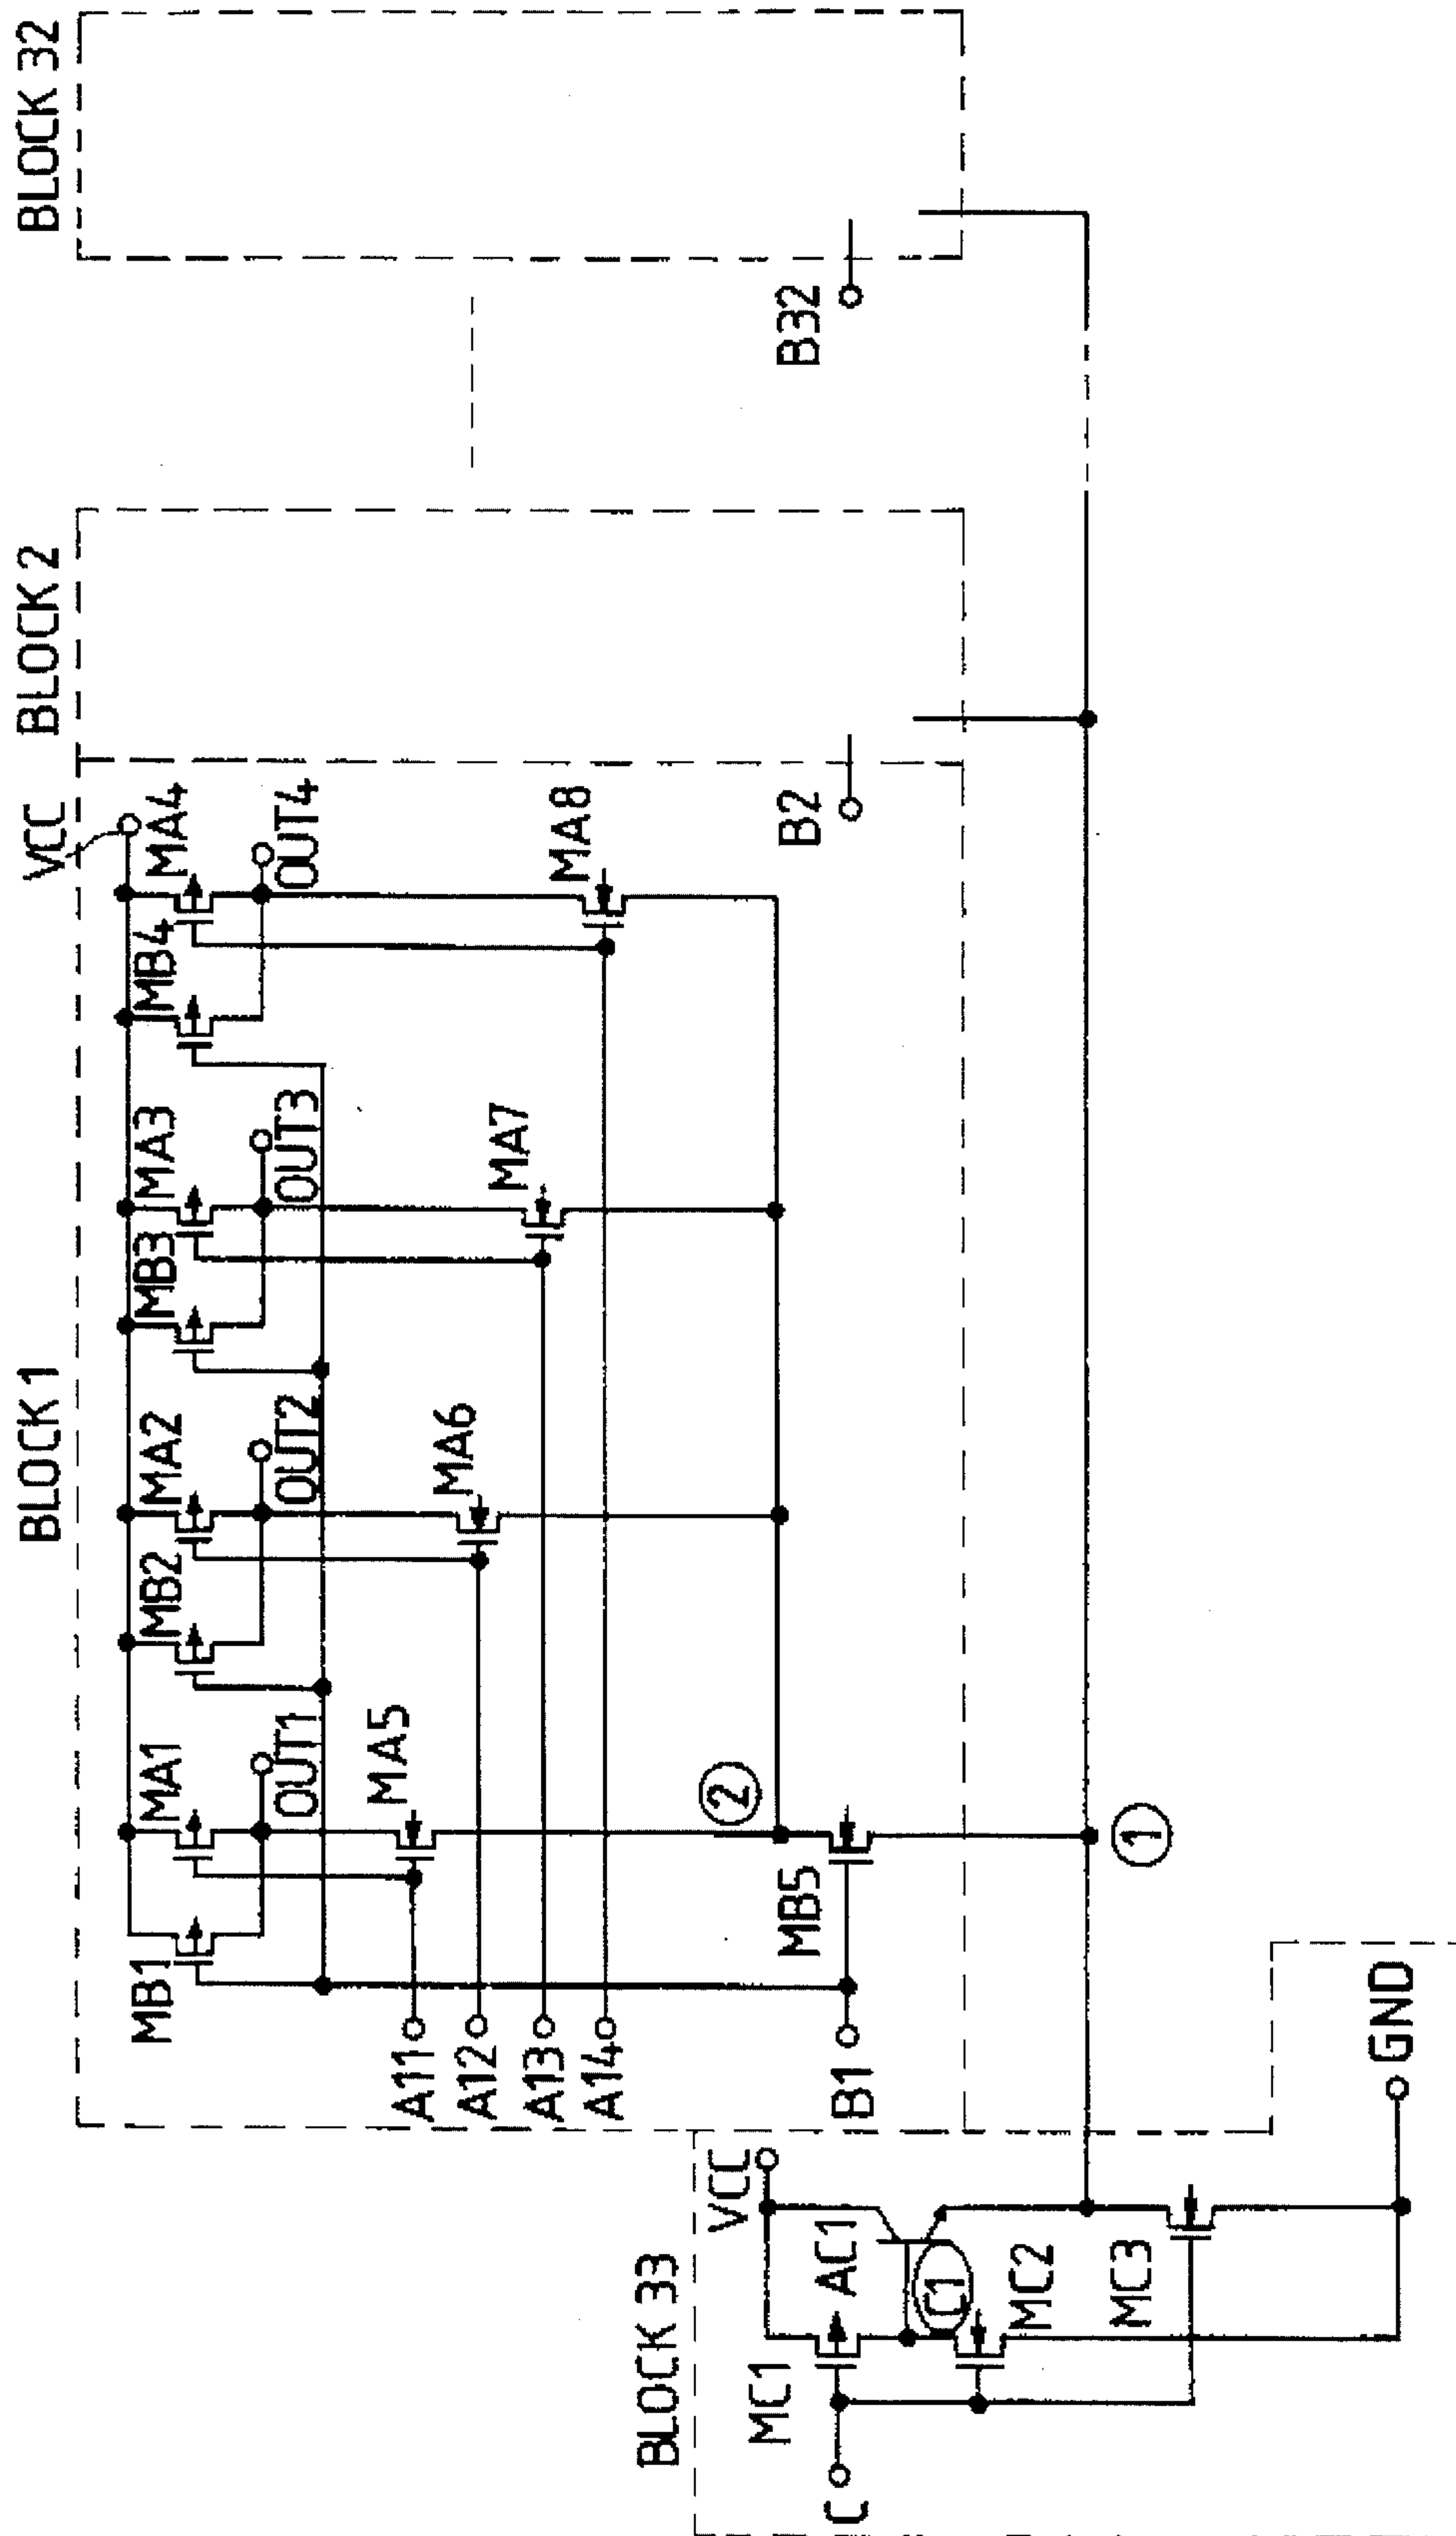 BLOCK 1
BLOCK 2
BLOCK 32
VCC
MB1
MA1
MB2
MA2
MB3
MA3
MB4
MA4
OUT1
OUT2
OUT3
OUT4
MA5
MA6
MA7
MA8
A11
A12
A13
A14
2
B1
MB5
B2
B32
1
BLOCK 33
VCC
MC1
AC1
C1
C
MC2
MC3
GND